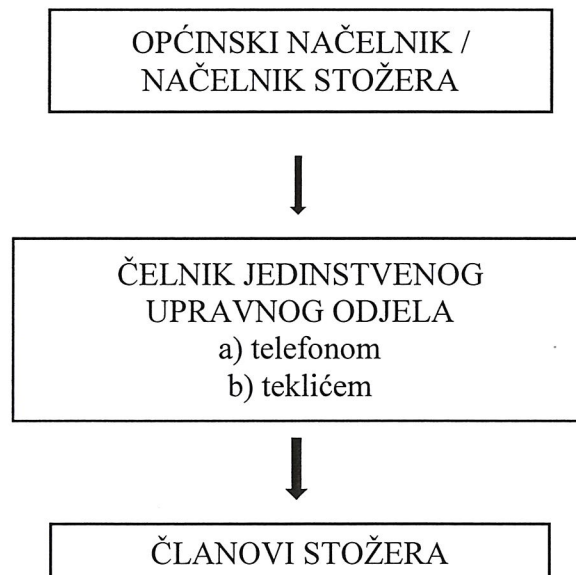 OPĆINSKI NAČELNIK /
NAČELNIK STOŽERA
ČELNIK JEDINSTVENOG
UPRAVNOG ODJELA
a) telefonom
b) teklićem
ČLANOVI STOŽERA